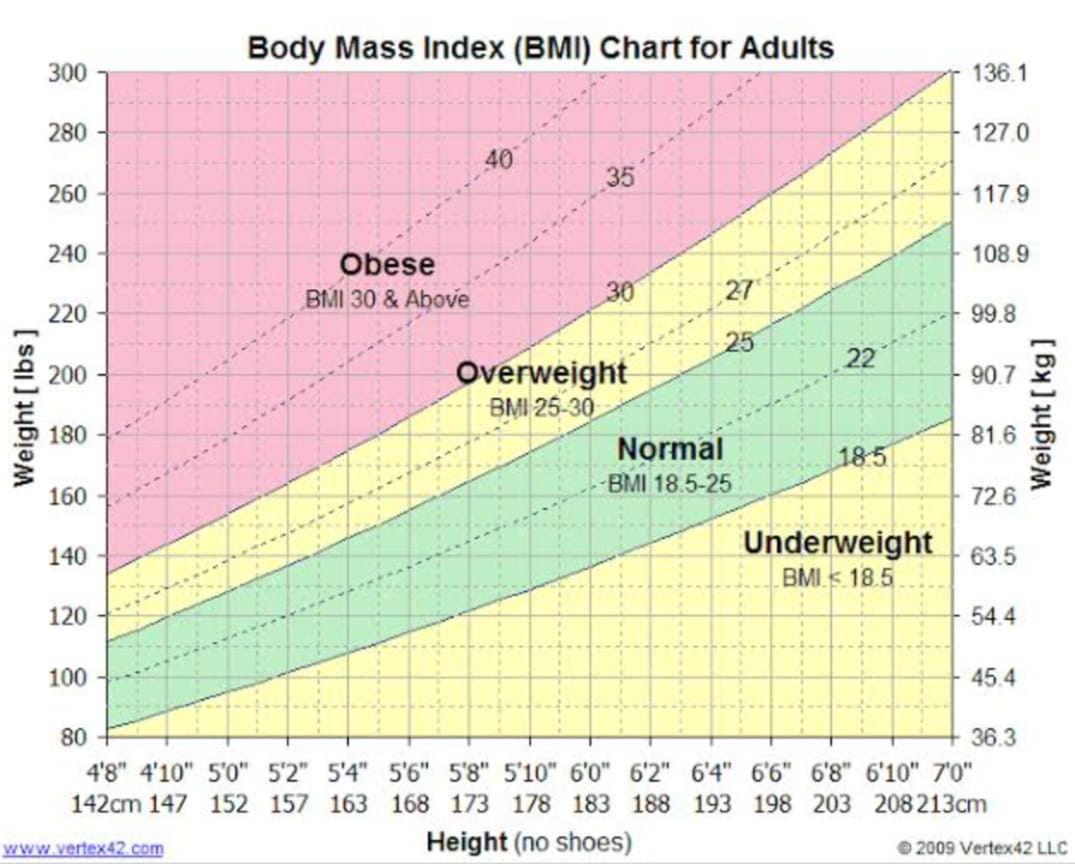 Body Mass Index (BMI) Chart for Adults
300 136.1
280 127.0
40
35
260 117.9
240 108.9
Obese
BMI 30 & Above
30 27
220 99.8
25
22
200 90.7
Overweight
BMI 25-30
180 81.6
Normal
18.5
BMI 18.5-25
160 72.6
140 63.5
Underweight
BMI < 18.5
120 54.4
100 45.4
80 36.3
Weight [ lbs ]
Weight [ kg ]
4'8" 4'10" 5'0" 5'2" 5'4" 5'6" 5'8" 5'10" 6'0" 6'2" 6'4" 6'6" 6'8" 6'10" 7'0"
142cm 147 152 157 163 168 173 178 183 188 193 198 203 208 213cm
Height (no shoes)
www.vertex42.com
© 2009 Vertex42 LLC